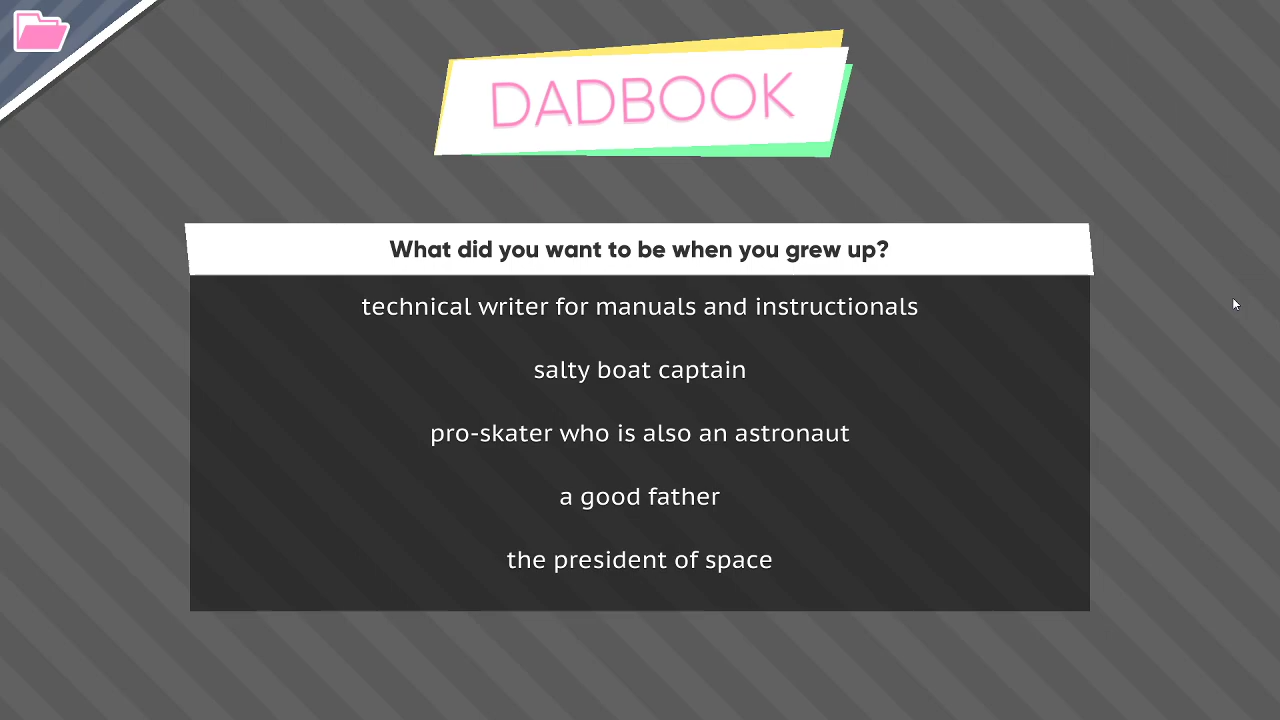 DADBOOK
What did you want to be when you grew up?
technical writer for manuals and instructionals
salty boat captain
pro-skater who is also an astronaut
a good father
the president of space